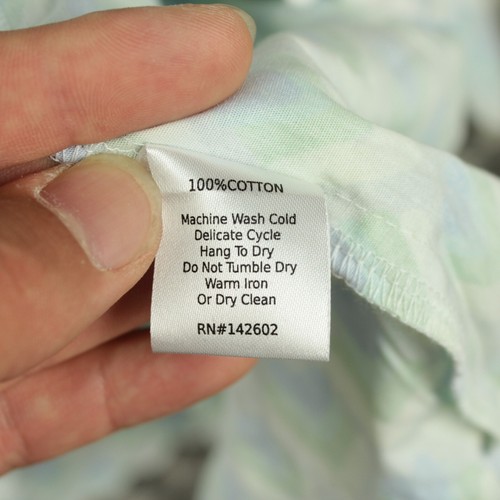 100%COTTON
Machine Wash Cold
Delicate Cycle
Hang To Dry
Do Not Tumble Dry
Warm Iron
Or Dry Clean
RN#142602